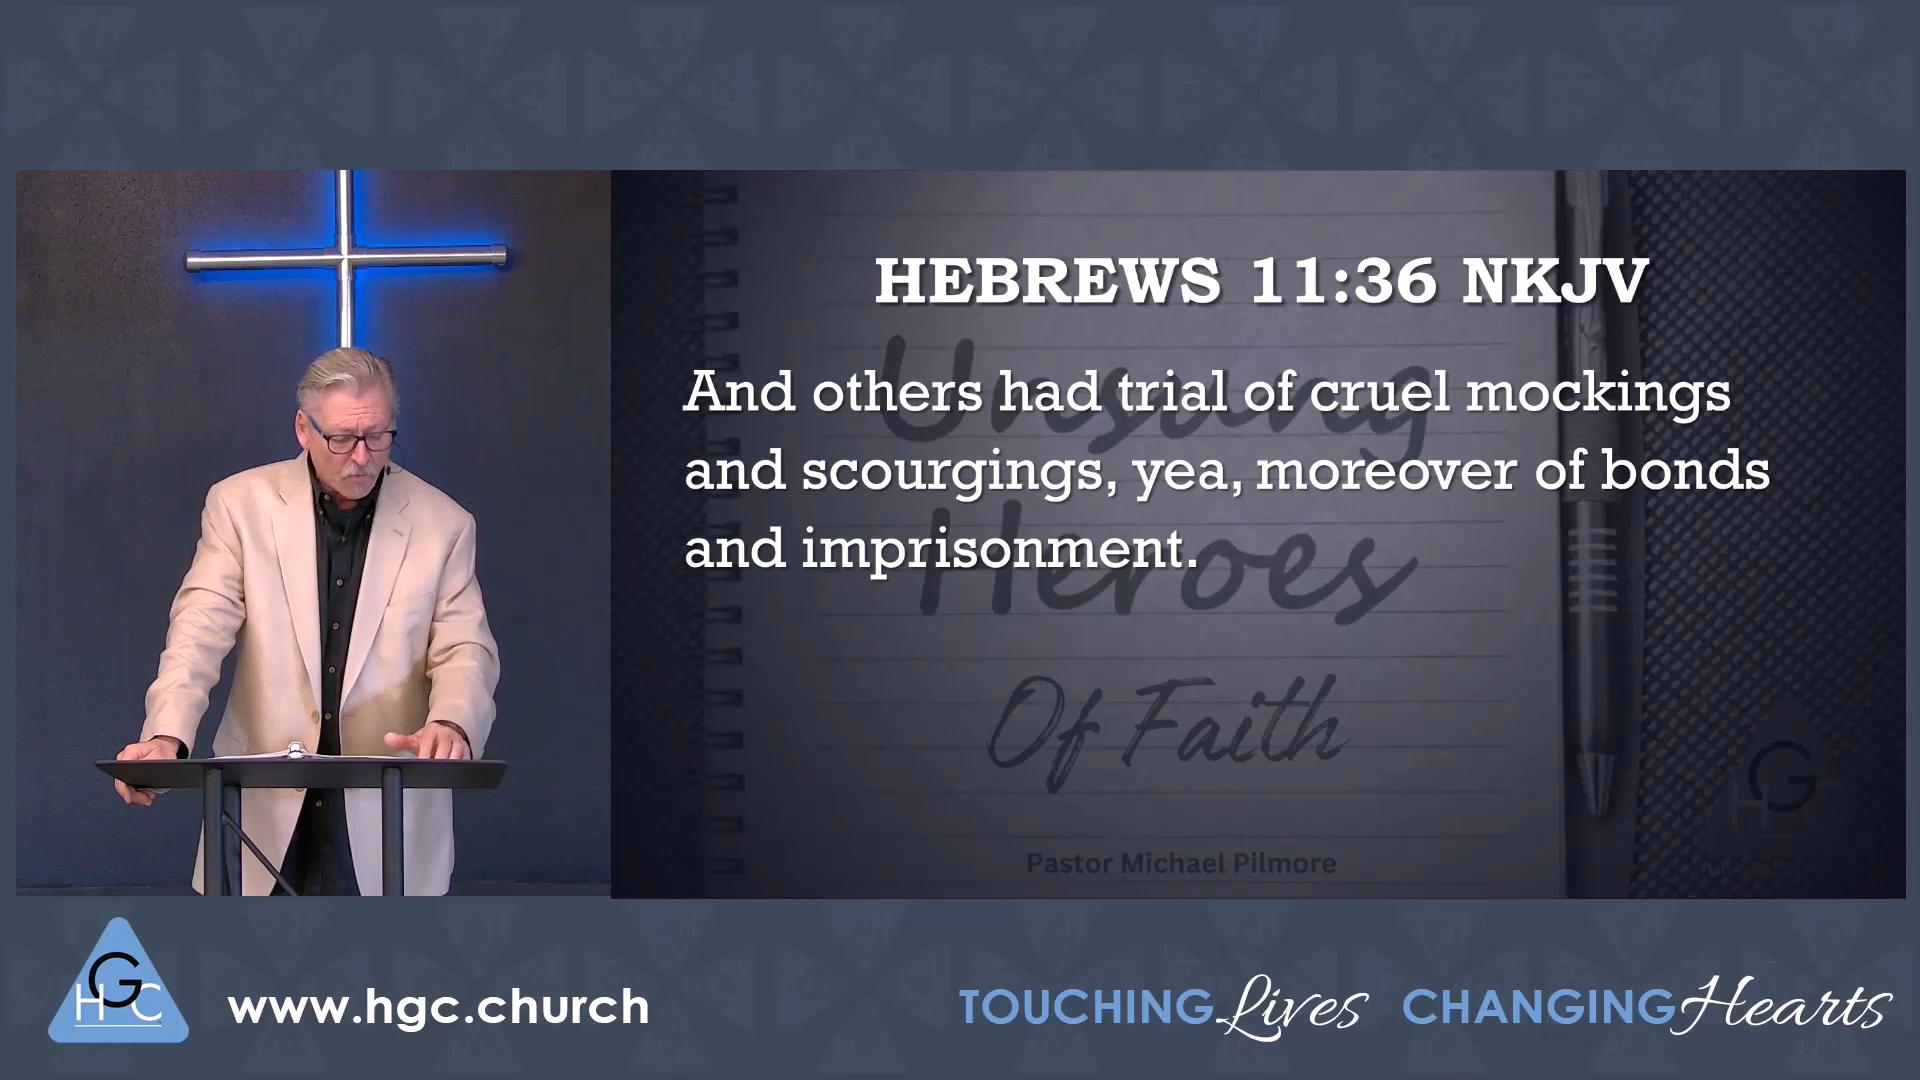 HEBREWS 11:36 NKJV
And others had trial of cruel mockings
and scourgings, yea, moreover of bonds
and imprisonment.
Unsung
Heroes
Of Faith
Pastor Michael Pilmore
HGC
HGC
www.hgc.church
TOUCHING Lives CHANGING Hearts